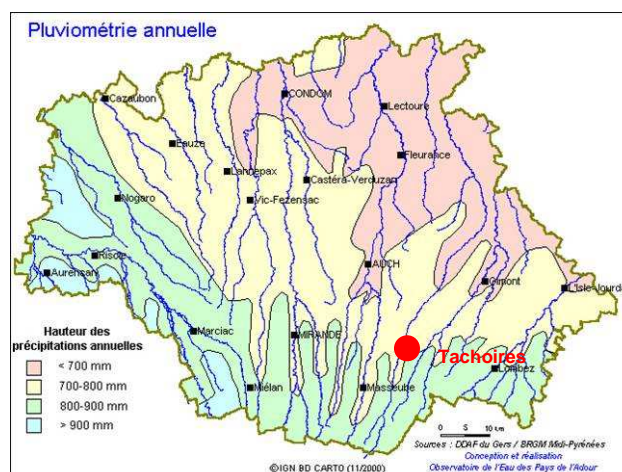 Pluviométrie annuelle
Cazaubon
CONDOM
Lectoure
Eauze
Fleurance
Lannepax
Castéra-Verduzan
Nogaro
Vic-Fezensac
Riscle
AUCH
Aurensan
Gimont
L'Isle-Jourdain
Marciac
MIRANDE
Tachoires
Lombez
Miélan
Masseube
Hauteur des
précipitations annuelles
< 700 mm
700-800 mm
800-900 mm
> 900 mm
0 5 10 km
Sources : DDAF du Gers / BRGM Midi-Pyrénées
Conception et réalisation
Observatoire de l'Eau des Pays de l'Adour
©IGN BD CARTO (11/2000)